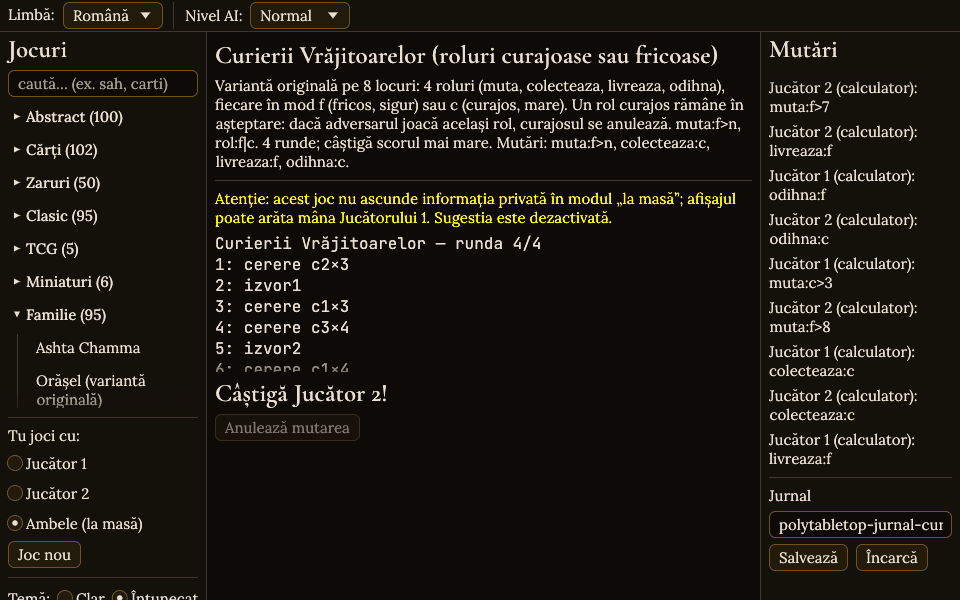 Limbă:
Română
Nivel AI:
Normal
Jocuri
caută... (ex. sah, carti)
Abstract (100)
Cărți (102)
Zaruri (50)
Clasic (95)
TCG (5)
Miniaturi (6)
Familie (95)
Ashta Chamma
Orășel (variantă
originală)
Tu joci cu:
Jucător 1
Jucător 2
Ambele (la masă)
Joc nou
Temă:
Clar
Întunecat
Curierii Vrăjitoarelor (roluri curajoase sau fricoase)
Variantă originală pe 8 locuri: 4 roluri (muta, colecteaza, livreaza, odihna),
fiecare în mod f (fricos, sigur) sau c (curajos, mare). Un rol curajos rămâne în
așteptare: dacă adversarul joacă același rol, curajosul se anulează. muta:f>n,
rol:f|c. 4 runde; câștigă scorul mai mare. Mutări: muta:f>n, colecteaza:c,
livreaza:f, odihna:c.
Atenție: acest joc nu ascunde informația privată în modul „la masă”; afișajul
poate arăta mâna Jucătorului 1. Sugestia este dezactivată.
Curierii Vrăjitoarelor — runda 4/4
1: cerere c2×3
2: izvor1
3: cerere c1×3
4: cerere c3×4
5: izvor2
6: cerere c1×4
Câștigă Jucător 2!
Anulează mutarea
Mutări
Jucător 2 (calculator):
muta:f>7
Jucător 2 (calculator):
livreaza:f
Jucător 1 (calculator):
odihna:f
Jucător 2 (calculator):
odihna:c
Jucător 1 (calculator):
muta:c>3
Jucător 2 (calculator):
muta:f>8
Jucător 1 (calculator):
colecteaza:c
Jucător 2 (calculator):
colecteaza:c
Jucător 1 (calculator):
livreaza:f
Jurnal
polytabletop-jurnal-cur
Salvează
Încarcă